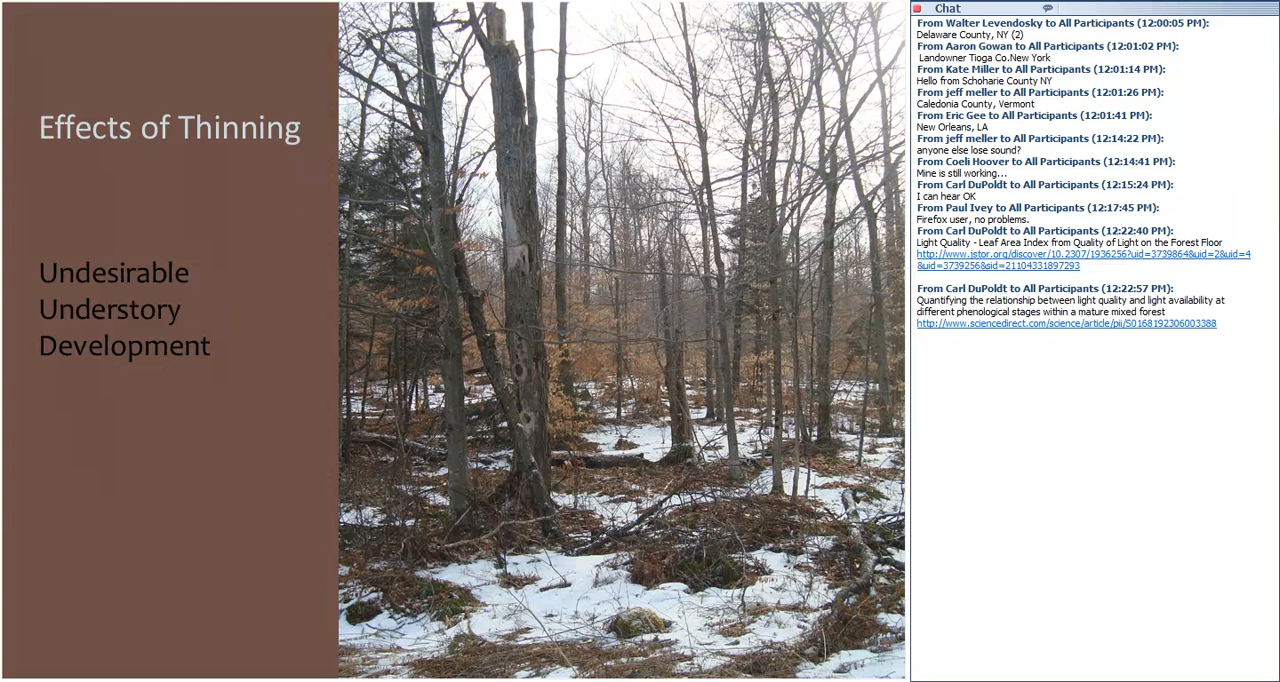 Effects of Thinning
Undesirable
Understory
Development
Chat
From Walter Levendosky to All Participants (12:00:05 PM):
Delaware County, NY (2)
From Aaron Gowan to All Participants (12:01:02 PM):
Landowner Tioga Co.New York
From Kate Miller to All Participants (12:01:14 PM):
Hello from Schoharie County NY
From jeff meller to All Participants (12:01:26 PM):
Caledonia County, Vermont
From Eric Gee to All Participants (12:01:41 PM):
New Orleans, LA
From jeff meller to All Participants (12:14:22 PM):
anyone else lose sound?
From Coeli Hoover to All Participants (12:14:41 PM):
Mine is still working...
From Carl DuPoldt to All Participants (12:15:24 PM):
I can hear OK
From Paul Ivey to All Participants (12:17:45 PM):
Firefox user, no problems.
From Carl DuPoldt to All Participants (12:22:40 PM):
Light Quality - Leaf Area Index from Quality of Light on the Forest Floor
http://www.jstor.org/discover/10.2307/1936256?uid=3739864&uid=2&uid=4
&uid=3739256&sid=21104331897293
From Carl DuPoldt to All Participants (12:22:57 PM):
Quantifying the relationship between light quality and light availability at
different phenological stages within a mature mixed forest
http://www.sciencedirect.com/science/article/pii/S0168192306003388